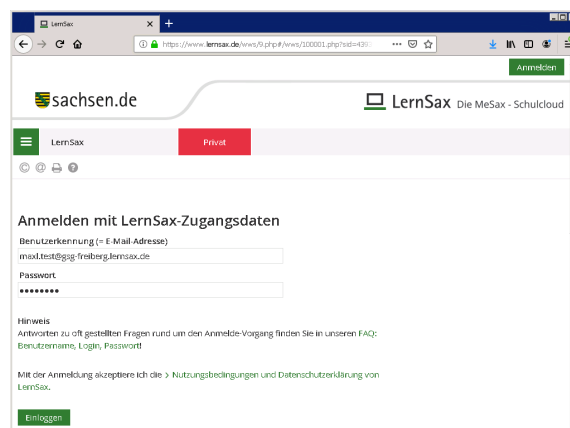 LernSax
https://www.lernsax.de/wws/9.php#/wws/100001.php?sid=439
Anmelden
sachsen.de
LernSax Die MeSax - Schulcloud
LernSax
Privat
Anmelden mit LernSax-Zugangsdaten
Benutzerkennung (= E-Mail-Adresse)
maxl.test@gsg-freiberg.lernsax.de
Passwort
Hinweis
Antworten zu oft gestellten Fragen rund um den Anmelde-Vorgang finden Sie in unseren FAQ:
Benutzername, Login, Passwort!
Mit der Anmeldung akzeptiere ich die > Nutzungsbedingungen und Datenschutzerklärung von
LernSax.
Einloggen